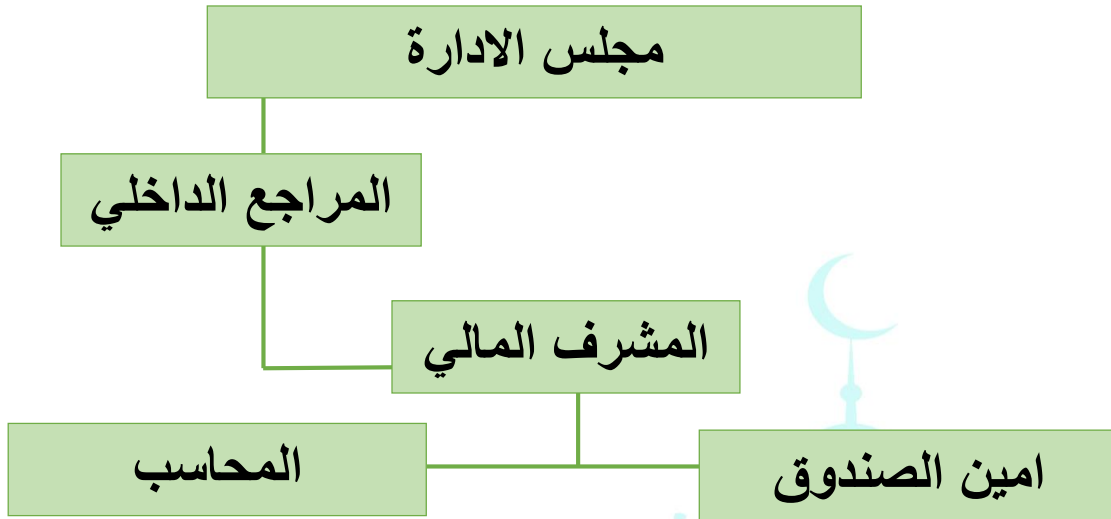 مجلس الادارة
المراجع الداخلي
المشرف المالي
امين الصندوق
المحاسب